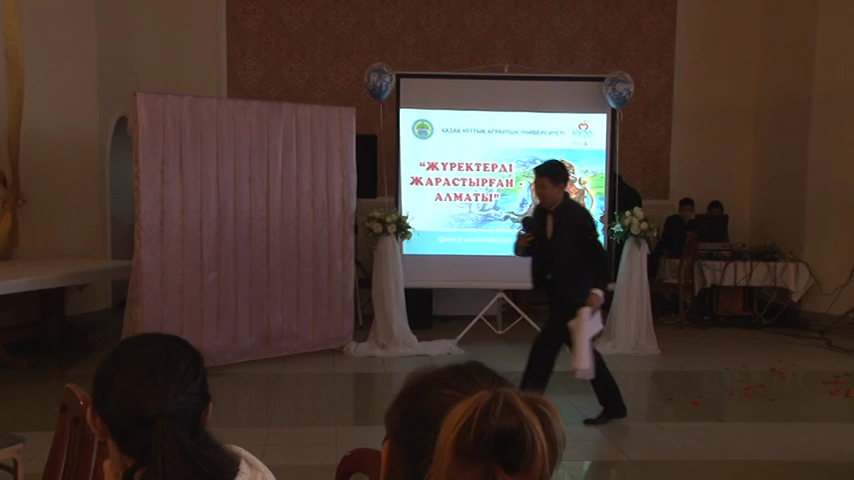 ҚАЗАҚ ҰЛТТЫҚ АГРАРЛЫҚ УНИВЕРСИТЕТІ
"ЖҮРЕКТЕРДІ
ЖАРАСТЫРҒАН
АЛМАТЫ"